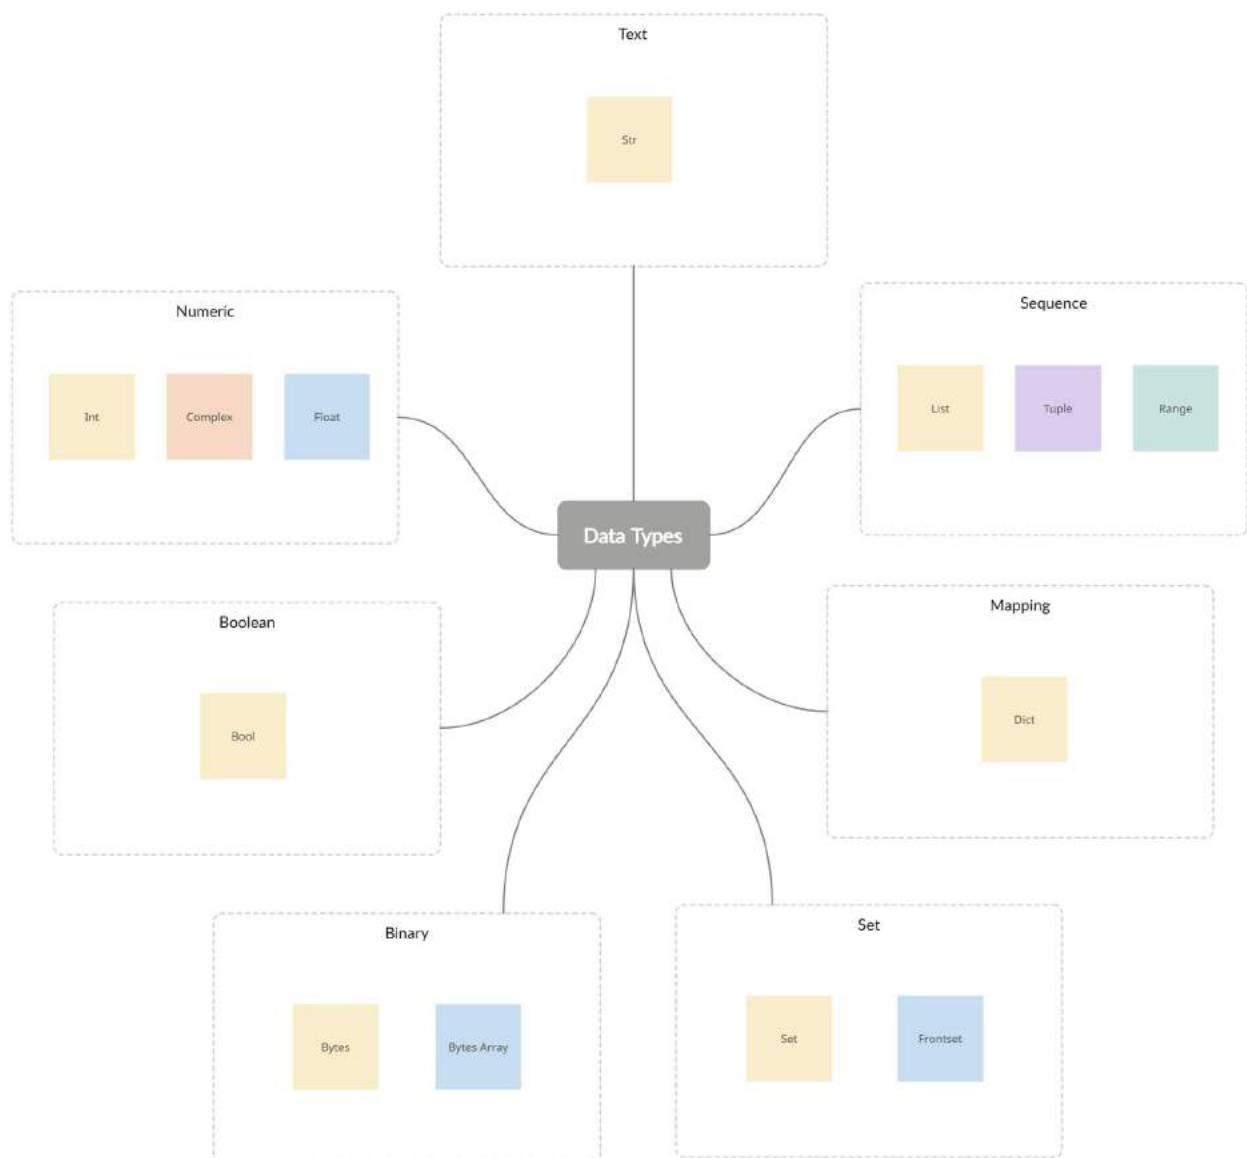 Text
Str
Numeric
Int
Complex
Float
Sequence
List
Tuple
Range
Data Types
Boolean
Bool
Mapping
Dict
Binary
Bytes
Bytes Array
Set
Set
Frontset